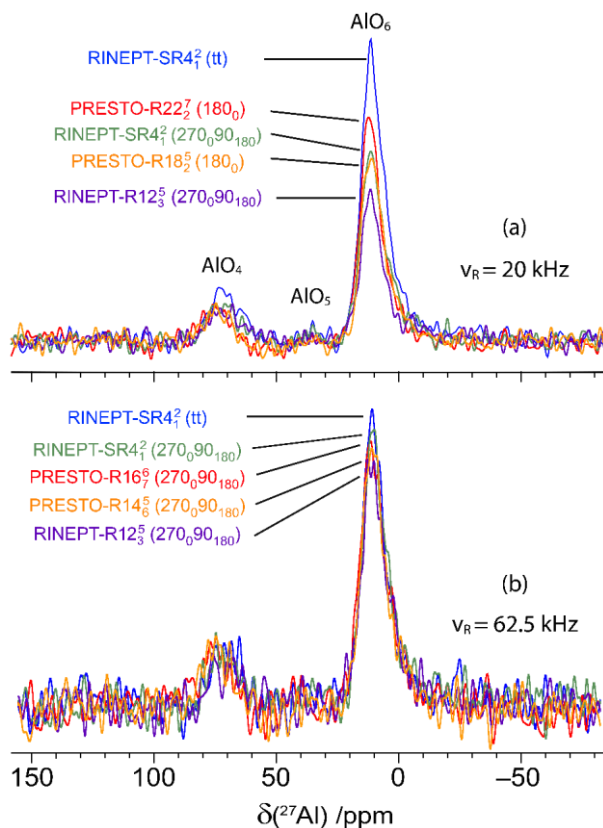 AlO₆
RINEPT-SR4₁² (tt)
PRESTO-R22₂⁷ (180₀)
RINEPT-SR4₁² (270₀90₁₈₀)
PRESTO-R18₂⁵ (180₀)
RINEPT-R12₃⁵ (270₀90₁₈₀)
(a)
νR = 20 kHz
AlO₄
AlO₅
RINEPT-SR4₁² (tt)
RINEPT-SR4₁² (270₀90₁₈₀)
PRESTO-R16₇⁶ (270₀90₁₈₀)
PRESTO-R14₆⁵ (270₀90₁₈₀)
RINEPT-R12₃⁵ (270₀90₁₈₀)
(b)
νR = 62.5 kHz
150 100 50 0 –50
δ(²⁷Al) /ppm